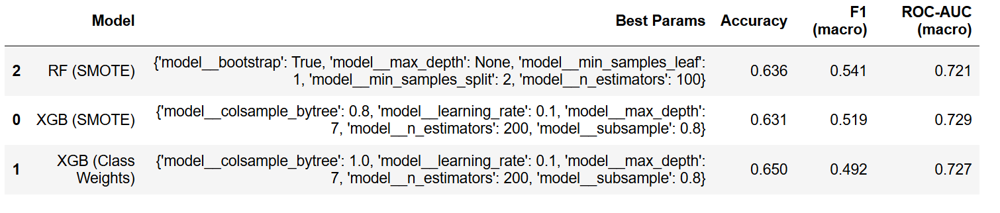 Model Best Params Accuracy F1 (macro) ROC-AUC (macro)
2 RF (SMOTE) {'model__bootstrap': True, 'model__max_depth': None, 'model__min_samples_leaf':
1, 'model__min_samples_split': 2, 'model__n_estimators': 100} 0.636 0.541 0.721
0 XGB (SMOTE) {'model__colsample_bytree': 0.8, 'model__learning_rate': 0.1, 'model__max_depth':
7, 'model__n_estimators': 200, 'model__subsample': 0.8} 0.631 0.519 0.729
1 XGB (Class Weights) {'model__colsample_bytree': 1.0, 'model__learning_rate': 0.1, 'model__max_depth':
7, 'model__n_estimators': 200, 'model__subsample': 0.8} 0.650 0.492 0.727